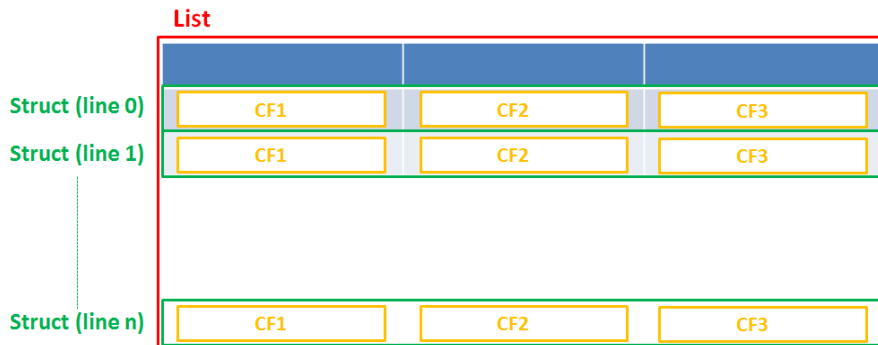 List
Struct (line 0) CF1 CF2 CF3
Struct (line 1) CF1 CF2 CF3
Struct (line n) CF1 CF2 CF3